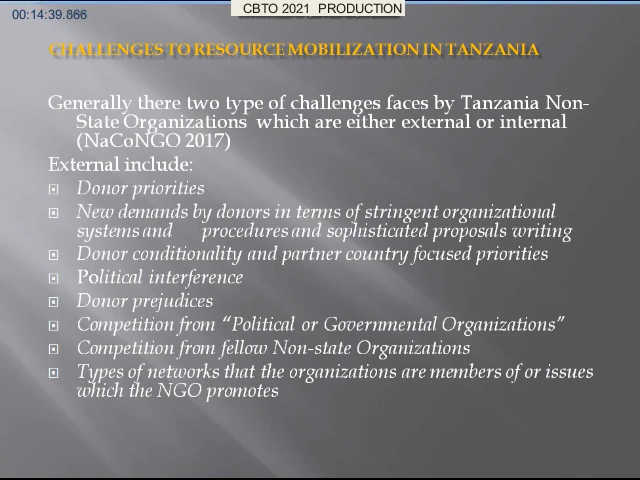 CBTO 2021 PRODUCTION
00:14:39.866
CHALLENGES TO RESOURCE MOBILIZATION IN TANZANIA
Generally there two type of challenges faces by Tanzania Non-
State Organizations which are either external or internal
(NaCoNGO 2017)
External include:
Donor priorities
New demands by donors in terms of stringent organizational
systems and procedures and sophisticated proposals writing
Donor conditionality and partner country focused priorities
Political interference
Donor prejudices
Competition from “Political or Governmental Organizations”
Competition from fellow Non-state Organizations
Types of networks that the organizations are members of or issues
which the NGO promotes